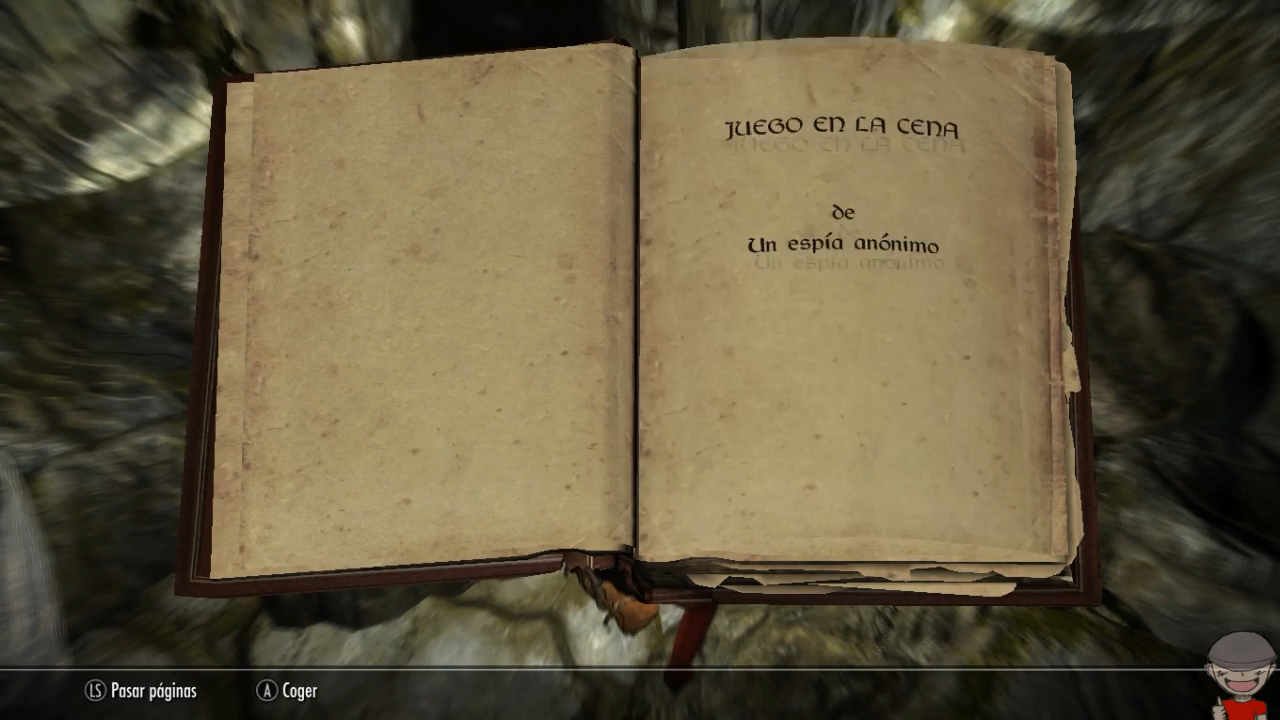 JUEGO EN LA CENA
de
Un espía anónimo
LS Pasar páginas
A Coger